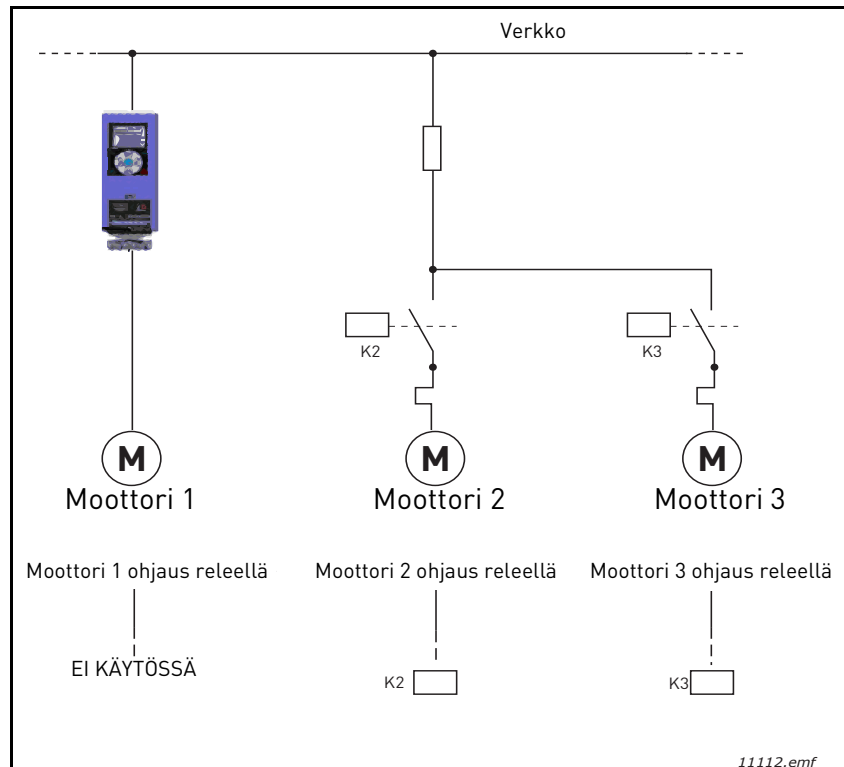 Verkko
K2
K3
M
M
M
Moottori 1
Moottori 2
Moottori 3
Moottori 1 ohjaus releellä
Moottori 2 ohjaus releellä
Moottori 3 ohjaus releellä
EI KÄYTÖSSÄ
K2
K3
11112.emf